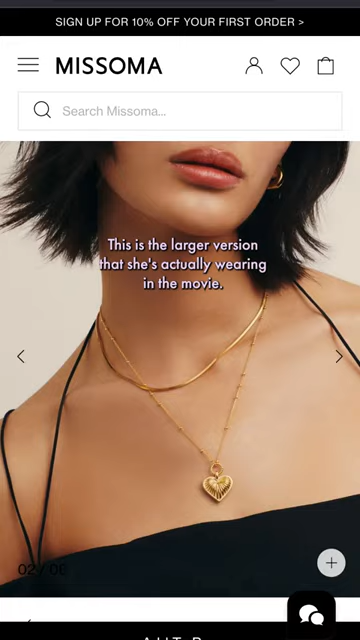 SIGN UP FOR 10% OFF YOUR FIRST ORDER >
MISSOMA
Search Missoma...
This is the larger version
that she's actually wearing
in the movie.